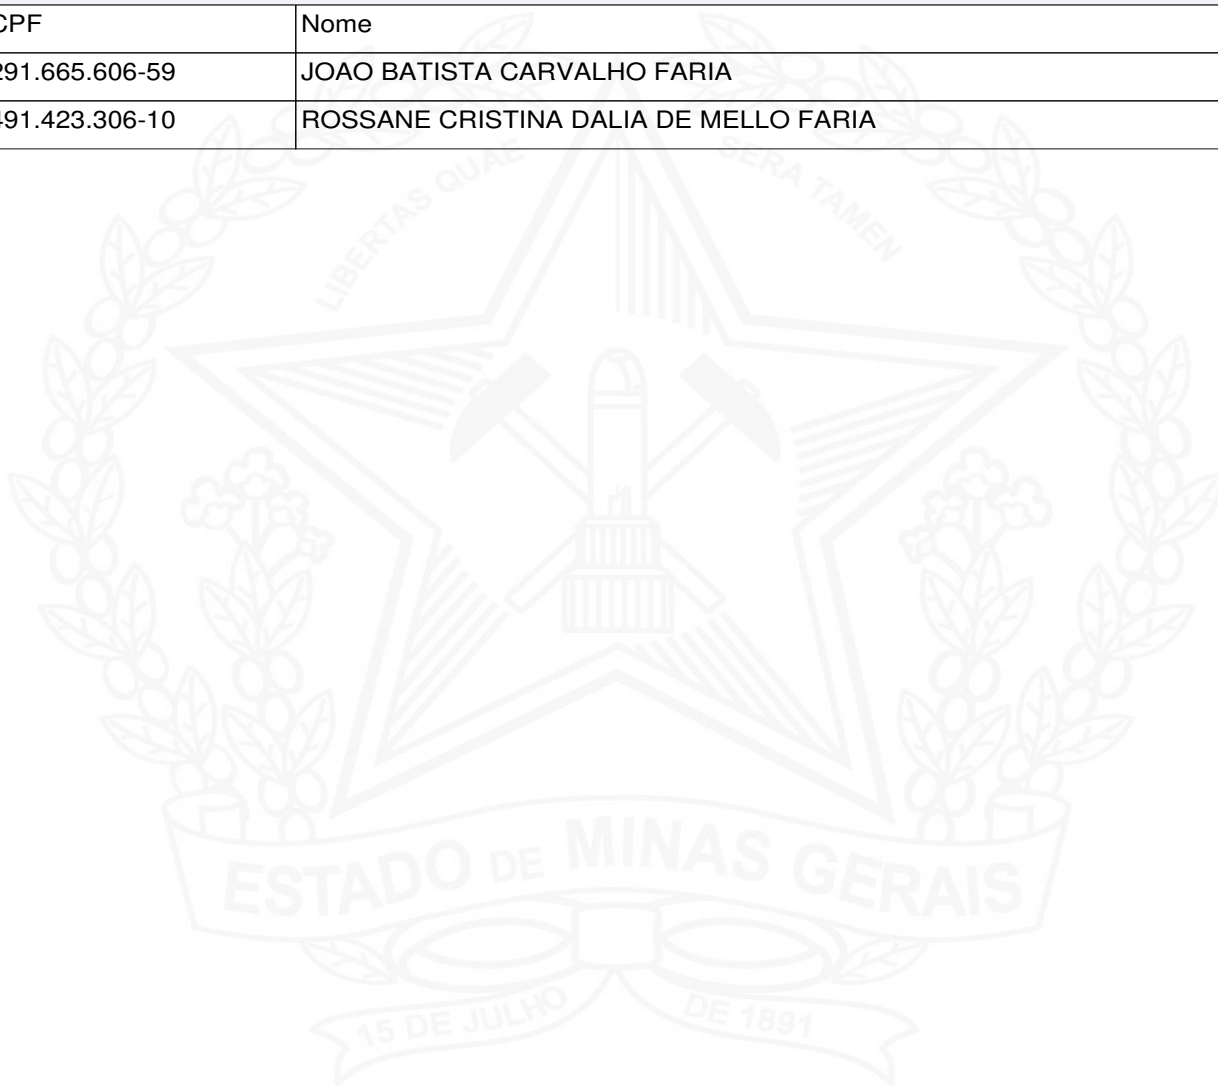 CPF Nome
291.665.606-59 JOAO BATISTA CARVALHO FARIA
491.423.306-10 ROSSANE CRISTINA DALIA DE MELLO FARIA
LIBERTAS QUAE SERA TAMEN
ESTADO DE MINAS GERAIS
15 DE JULHO DE 1891